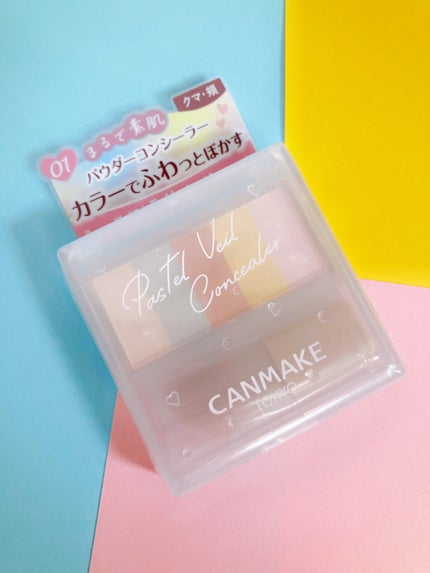 クマ・頬
01 まるで素肌
パウダーコンシーラー
カラーでふわっとぼかす
Pastel Veil
Concealer
CANMAKE
TOKYO